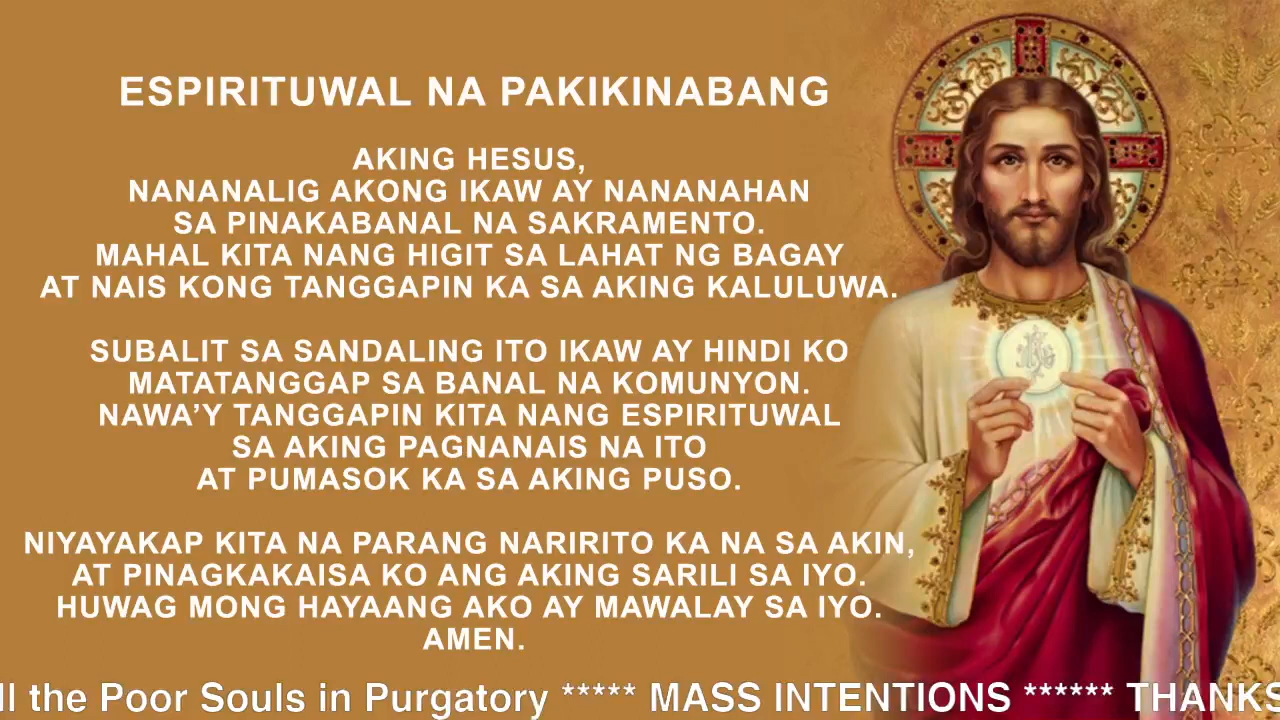 ESPIRITUWAL NA PAKIKINABANG
AKING HESUS,
NANANALIG AKONG IKAW AY NANANAHAN
SA PINAKABANAL NA SAKRAMENTO.
MAHAL KITA NANG HIGIT SA LAHAT NG BAGAY
AT NAIS KONG TANGGAPIN KA SA AKING KALULUWA.
SUBALIT SA SANDALING ITO IKAW AY HINDI KO
MATATANGGAP SA BANAL NA KOMUNYON.
NAWA'Y TANGGAPIN KITA NANG ESPIRITUWAL
SA AKING PAGNANAIS NA ITO
AT PUMASOK KA SA AKING PUSO.
NIYAYAKAP KITA NA PARANG NARIRITO KA NA SA AKIN,
AT PINAGKAKAISA KO ANG AKING SARILI SA IYO.
HUWAG MONG HAYAANG AKO AY MAWALAY SA IYO.
AMEN.
the Poor Souls in Purgatory ***** MASS INTENTIONS ****** THANKS